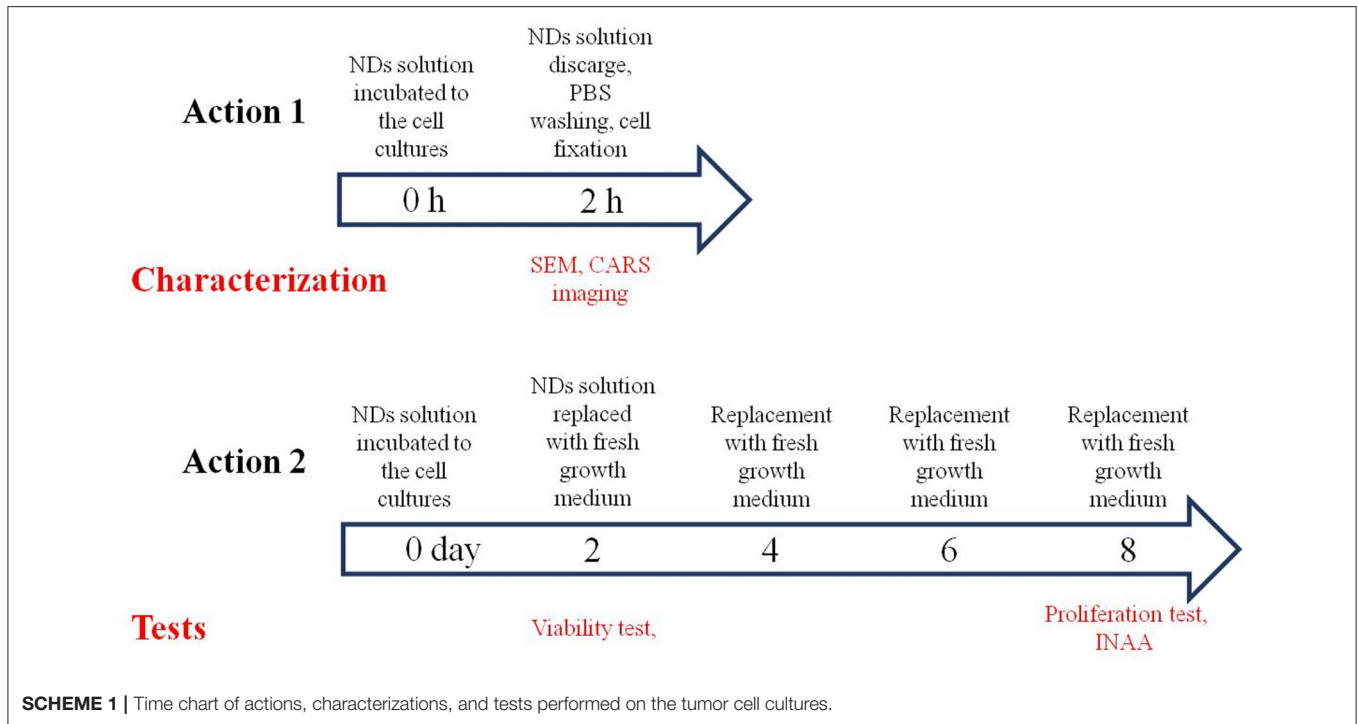 NDs solution
incubated to
the cell
cultures
NDs solution
discarge,
PBS
washing, cell
fixation
Action 1
0 h
2 h
Characterization
SEM, CARS
imaging
NDs solution
incubated to
the cell
cultures
NDs solution
replaced
with fresh
growth
medium
Replacement
with fresh
growth
medium
Replacement
with fresh
growth
medium
Replacement
with fresh
growth
medium
Action 2
0 day
2
4
6
8
Tests
Viability test,
Proliferation test,
INAA
SCHEME 1 | Time chart of actions, characterizations, and tests performed on the tumor cell cultures.